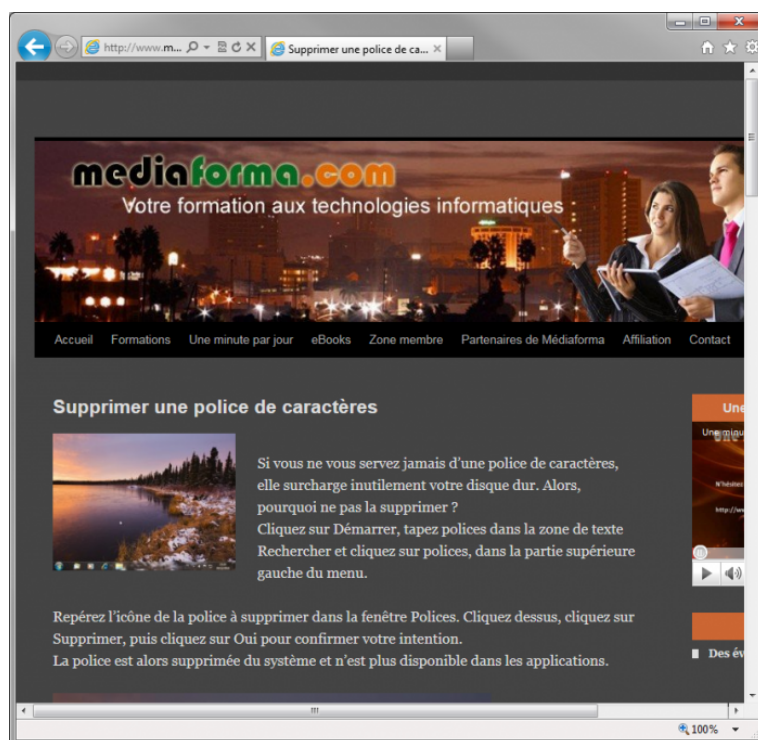 http://www.m...
Supprimer une police de ca...
mediaforma.com
Votre formation aux technologies informatiques
Accueil Formations Une minute par jour eBooks Zone membre Partenaires de Médiaforma Affiliation Contact
Supprimer une police de caractères
Si vous ne vous servez jamais d'une police de caractères,
elle surcharge inutilement votre disque dur. Alors,
pourquoi ne pas la supprimer ?
Cliquez sur Démarrer, tapez polices dans la zone de texte
Rechercher et cliquez sur polices, dans la partie supérieure
gauche du menu.
Repérez l'icône de la police à supprimer dans la fenêtre Polices. Cliquez dessus, cliquez sur
Supprimer, puis cliquez sur Oui pour confirmer votre intention.
La police est alors supprimée du système et n'est plus disponible dans les applications.
Une
N'hésitez
http://ww
Des év
100%